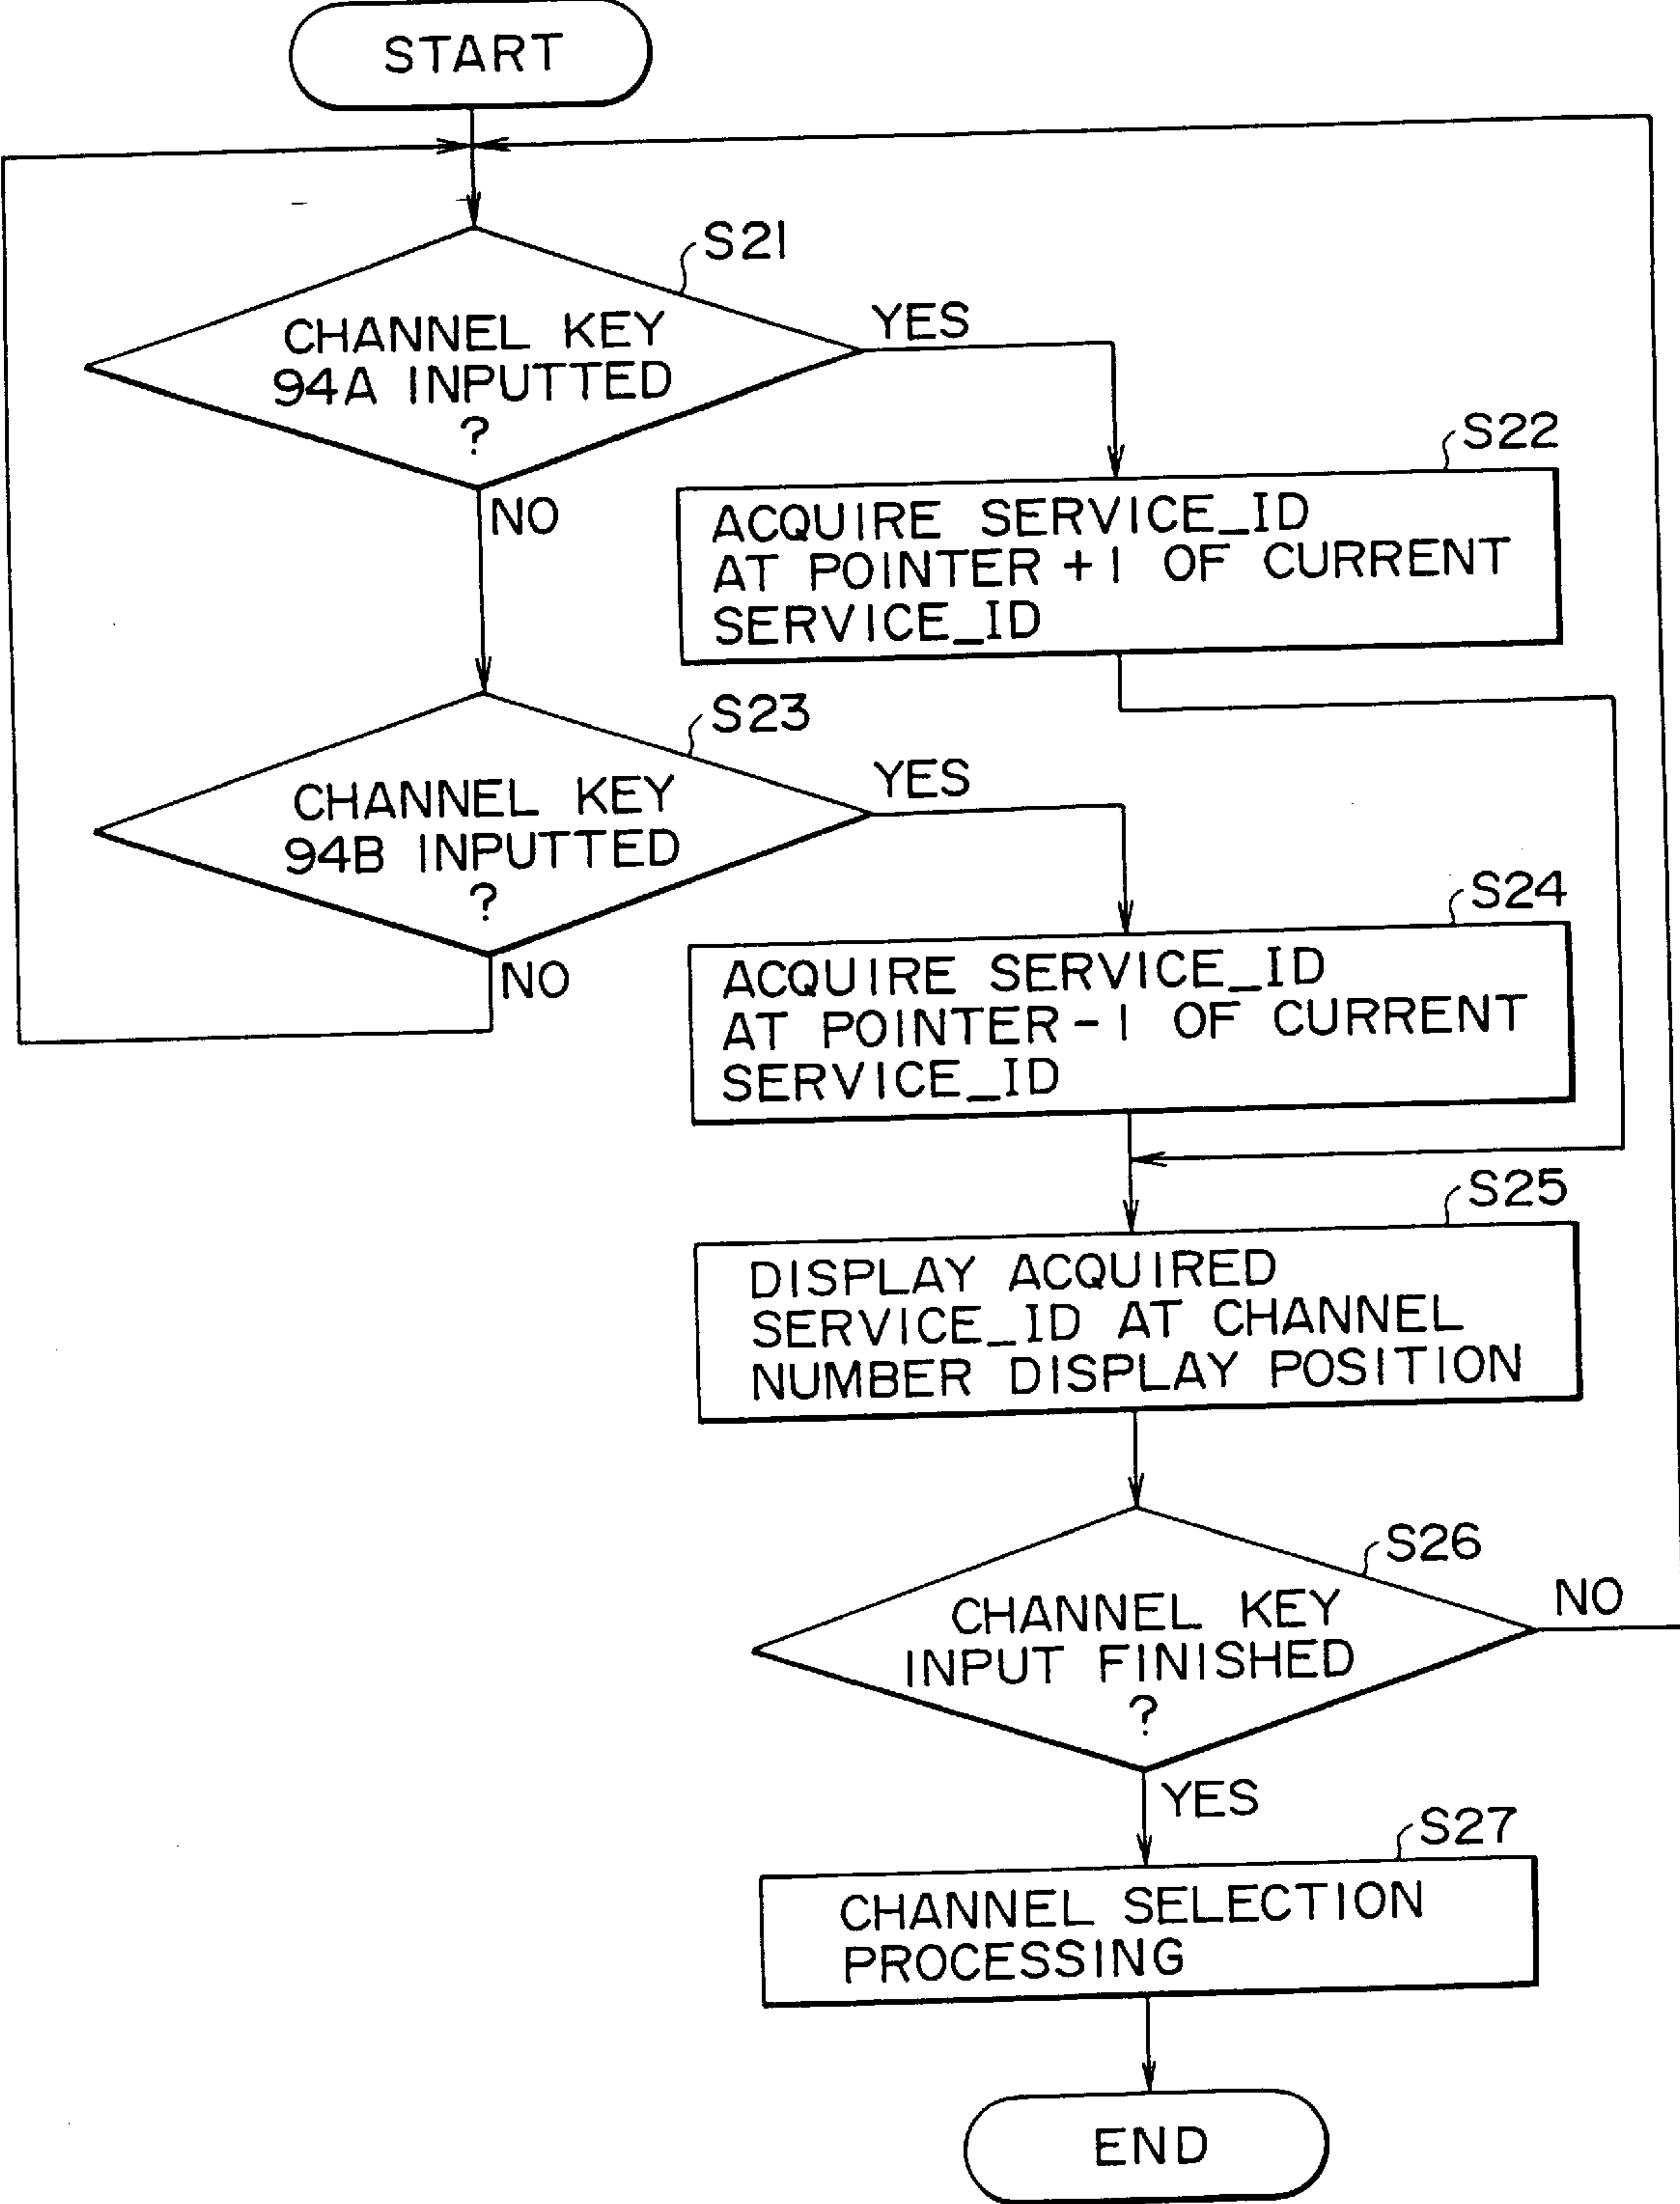 START
S21
CHANNEL KEY
94A INPUTTED
?
YES
NO
S22
ACQUIRE SERVICE_ID
AT POINTER +1 OF CURRENT
SERVICE_ID
S23
CHANNEL KEY
94B INPUTTED
?
YES
NO
S24
ACQUIRE SERVICE_ID
AT POINTER -1 OF CURRENT
SERVICE_ID
S25
DISPLAY ACQUIRED
SERVICE_ID AT CHANNEL
NUMBER DISPLAY POSITION
S26
CHANNEL KEY
INPUT FINISHED
?
NO
YES
S27
CHANNEL SELECTION
PROCESSING
END